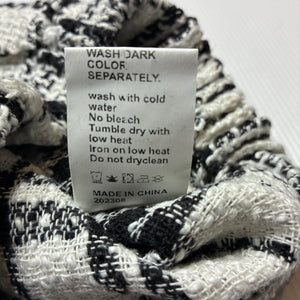 WASH DARK
COLOR
SEPARATELY.
wash with cold
water
No bleach
Tumble dry with
low heat
iron on low heat
Do not dryclean
MADE IN CHINA
202308